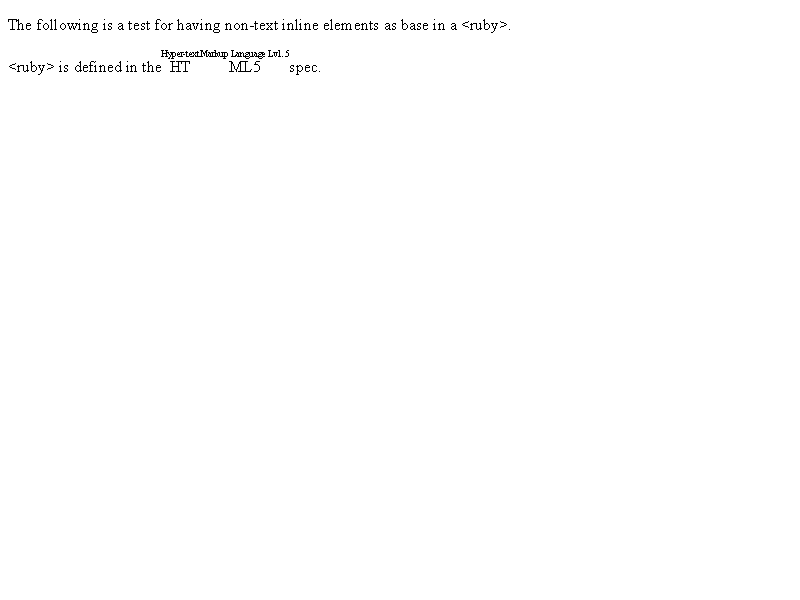 The following is a test for having non-text inline elements as base in a <ruby>.
Hyper-text Markup Language Lvl. 5
<ruby> is defined in the HT ML5 spec.